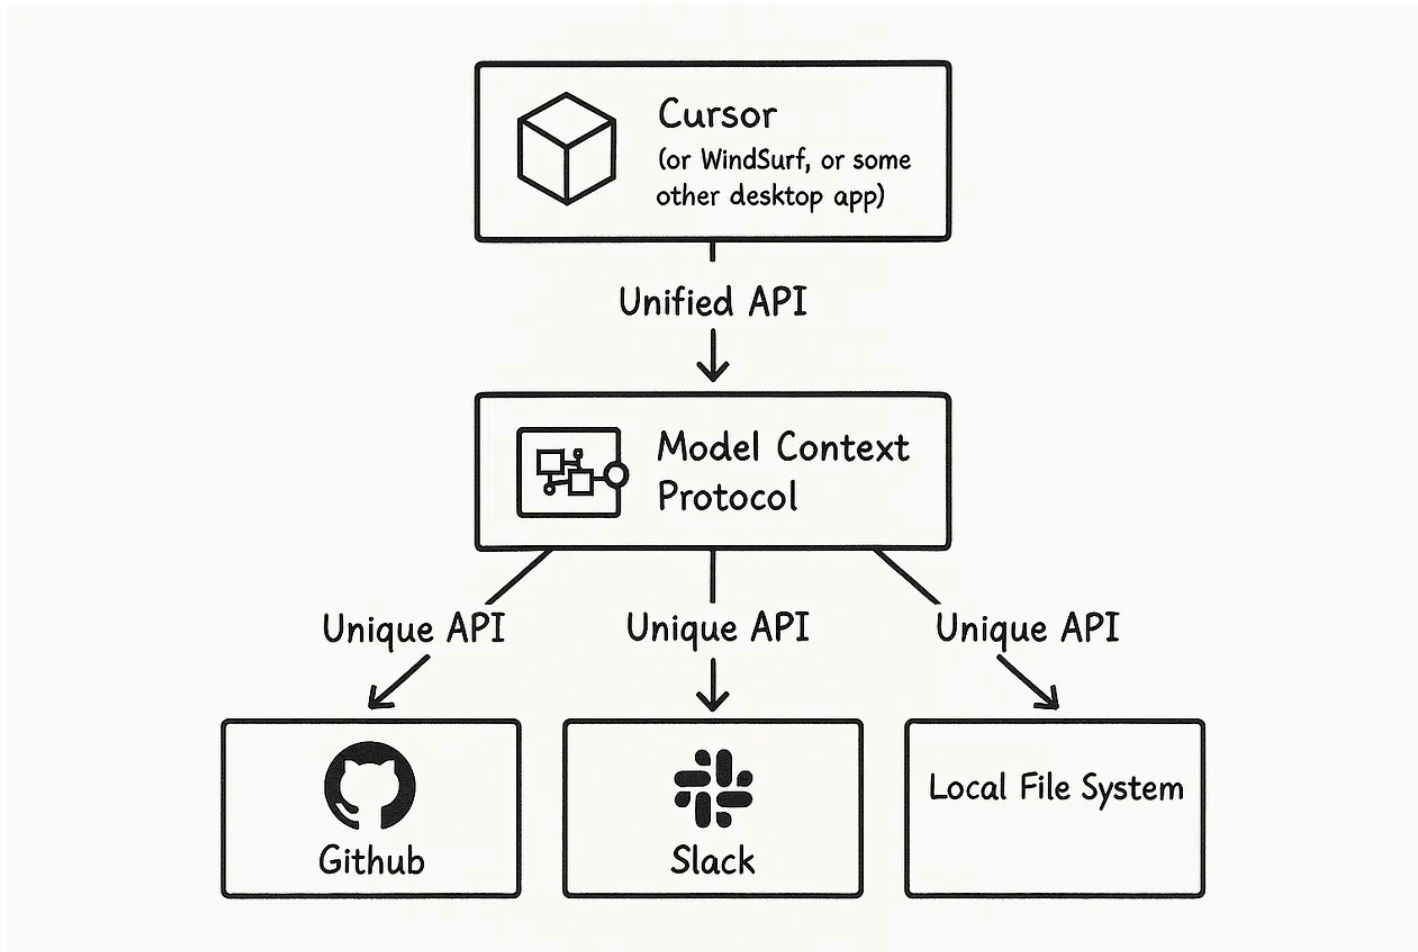 Cursor
(or WindSurf, or some
other desktop app)
Unified API
Model Context
Protocol
Unique API
Unique API
Unique API
Github
Slack
Local File System